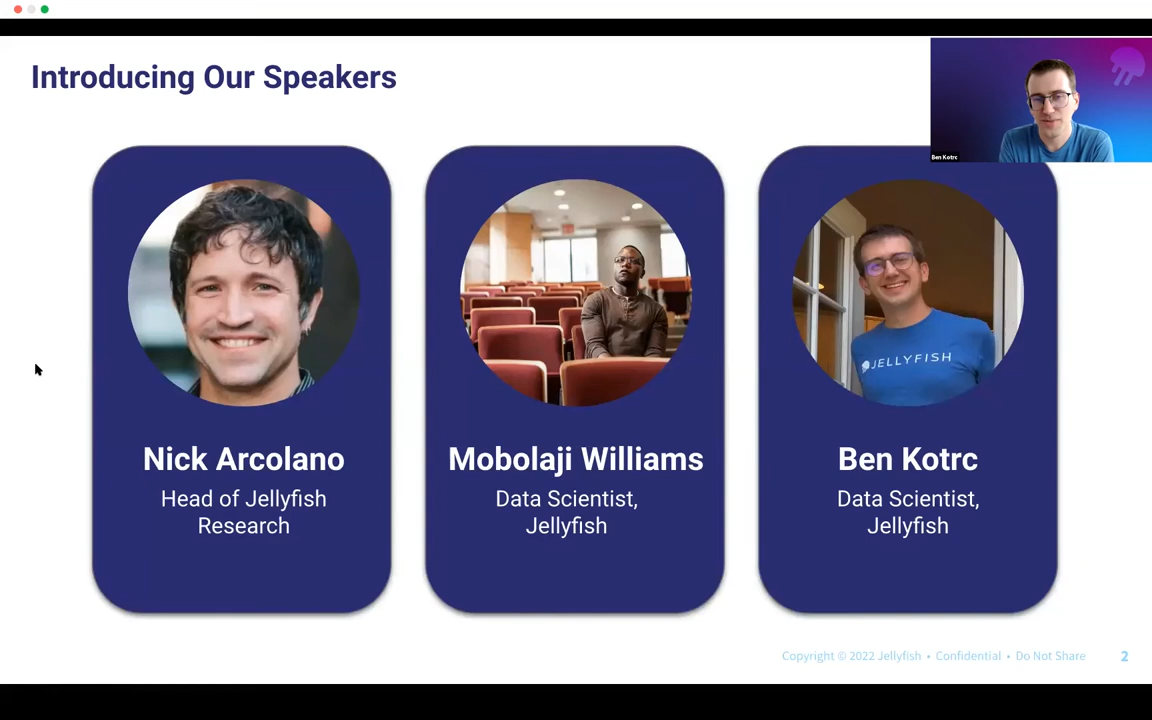 Introducing Our Speakers
Ben Kotrc
JELLYFISH
Nick Arcolano
Head of Jellyfish
Research
Mobolaji Williams
Data Scientist,
Jellyfish
Ben Kotrc
Data Scientist,
Jellyfish
Copyright © 2022 Jellyfish • Confidential • Do Not Share
2